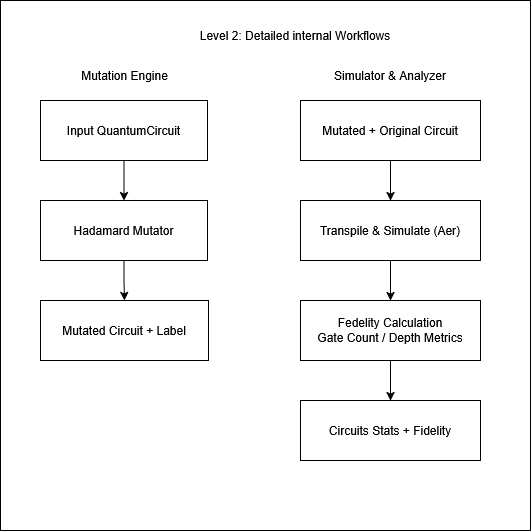 Level 2: Detailed internal Workflows
Mutation Engine
Input QuantumCircuit
Hadamard Mutator
Mutated Circuit + Label
Simulator & Analyzer
Mutated + Original Circuit
Transpile & Simulate (Aer)
Fedelity Calculation
Gate Count / Depth Metrics
Circuits Stats + Fidelity